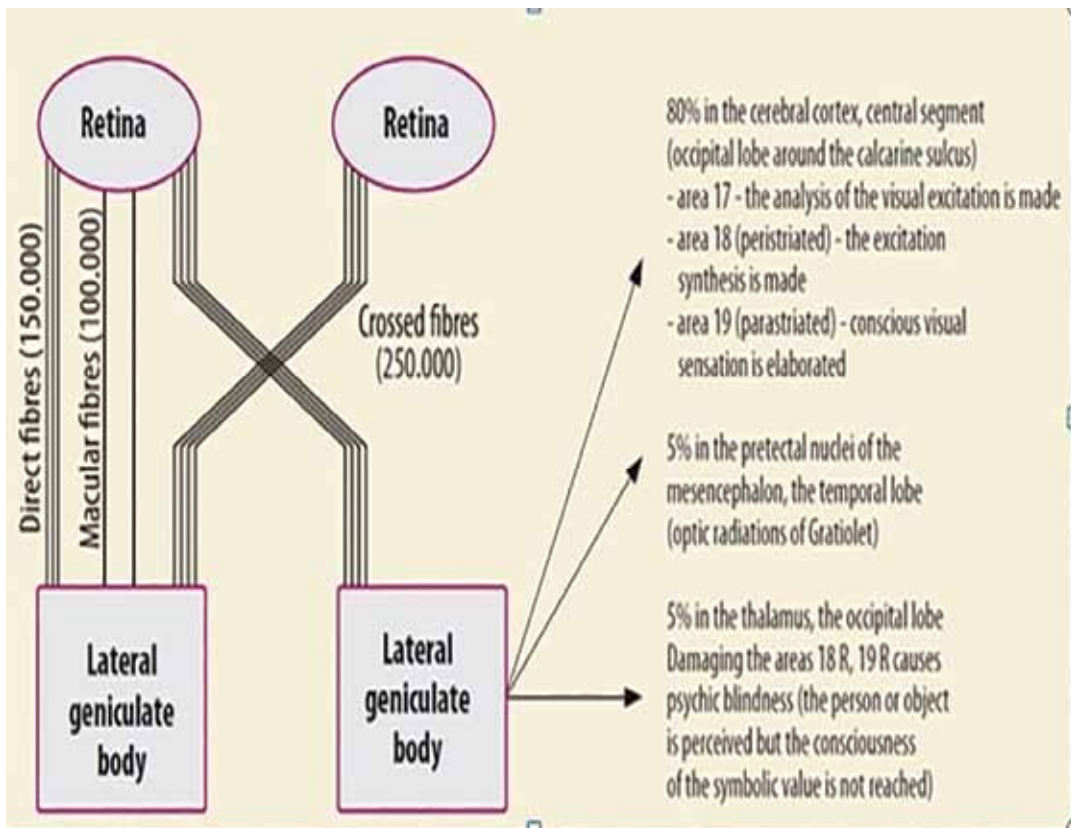 Retina
Retina
Direct fibres (150.000)
Macular fibres (100.000)
Crossed fibres
(250.000)
Lateral
geniculate
body
Lateral
geniculate
body
80% in the cerebral cortex, central segment
(occipital lobe around the calcarine sulcus)
- area 17 - the analysis of the visual excitation is made
- area 18 (peristriated) - the excitation
synthesis is made
- area 19 (parastriated) - conscious visual
sensation is elaborated
5% in the pretectal nuclei of the
mesencephalon, the temporal lobe
(optic radiations of Gratiolet)
5% in the thalamus, the occipital lobe
Damaging the areas 18 R, 19 R causes
psychic blindness (the person or object
is perceived but the consciousness
of the symbolic value is not reached)